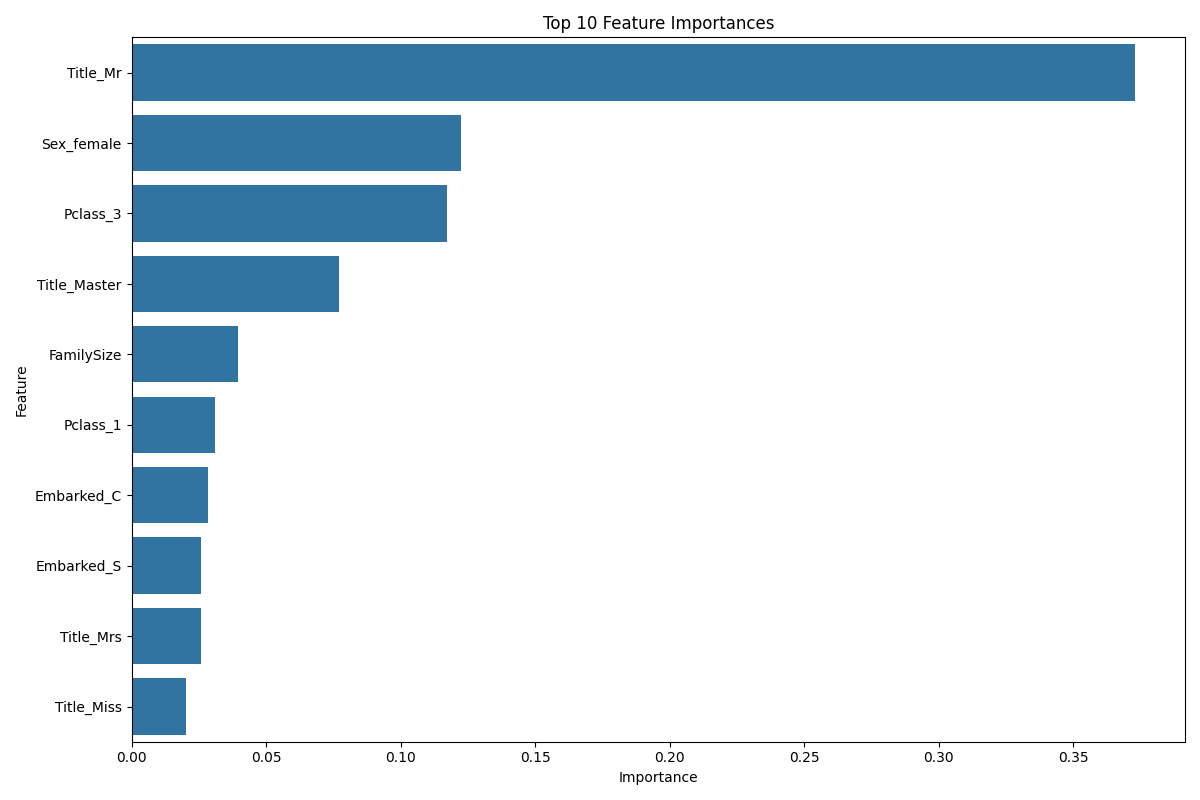 Top 10 Feature Importances
Feature
Title_Mr
Sex_female
Pclass_3
Title_Master
FamilySize
Pclass_1
Embarked_C
Embarked_S
Title_Mrs
Title_Miss
0.00 0.05 0.10 0.15 0.20 0.25 0.30 0.35
Importance